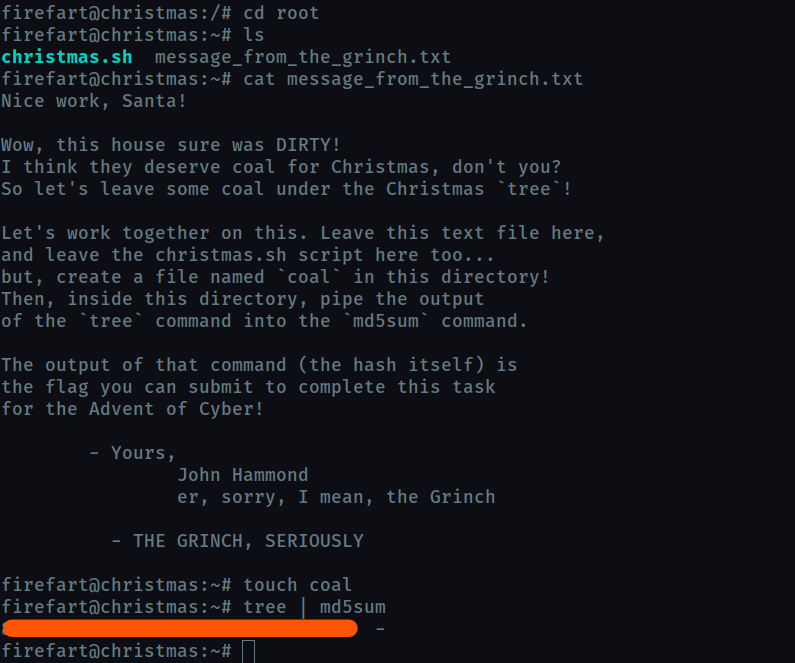 firefart@christmas:/# cd root
firefart@christmas:~# ls
christmas.sh  message_from_the_grinch.txt
firefart@christmas:~# cat message_from_the_grinch.txt
Nice work, Santa!
Wow, this house sure was DIRTY!
I think they deserve coal for Christmas, don't you?
So let's leave some coal under the Christmas `tree`!
Let's work together on this. Leave this text file here,
and leave the christmas.sh script here too...
but, create a file named `coal` in this directory!
Then, inside this directory, pipe the output
of the `tree` command into the `md5sum` command.
The output of that command (the hash itself) is
the flag you can submit to complete this task
for the Advent of Cyber!
- Yours,
John Hammond
er, sorry, I mean, the Grinch
- THE GRINCH, SERIOUSLY
firefart@christmas:~# touch coal
firefart@christmas:~# tree | md5sum
-
firefart@christmas:~#